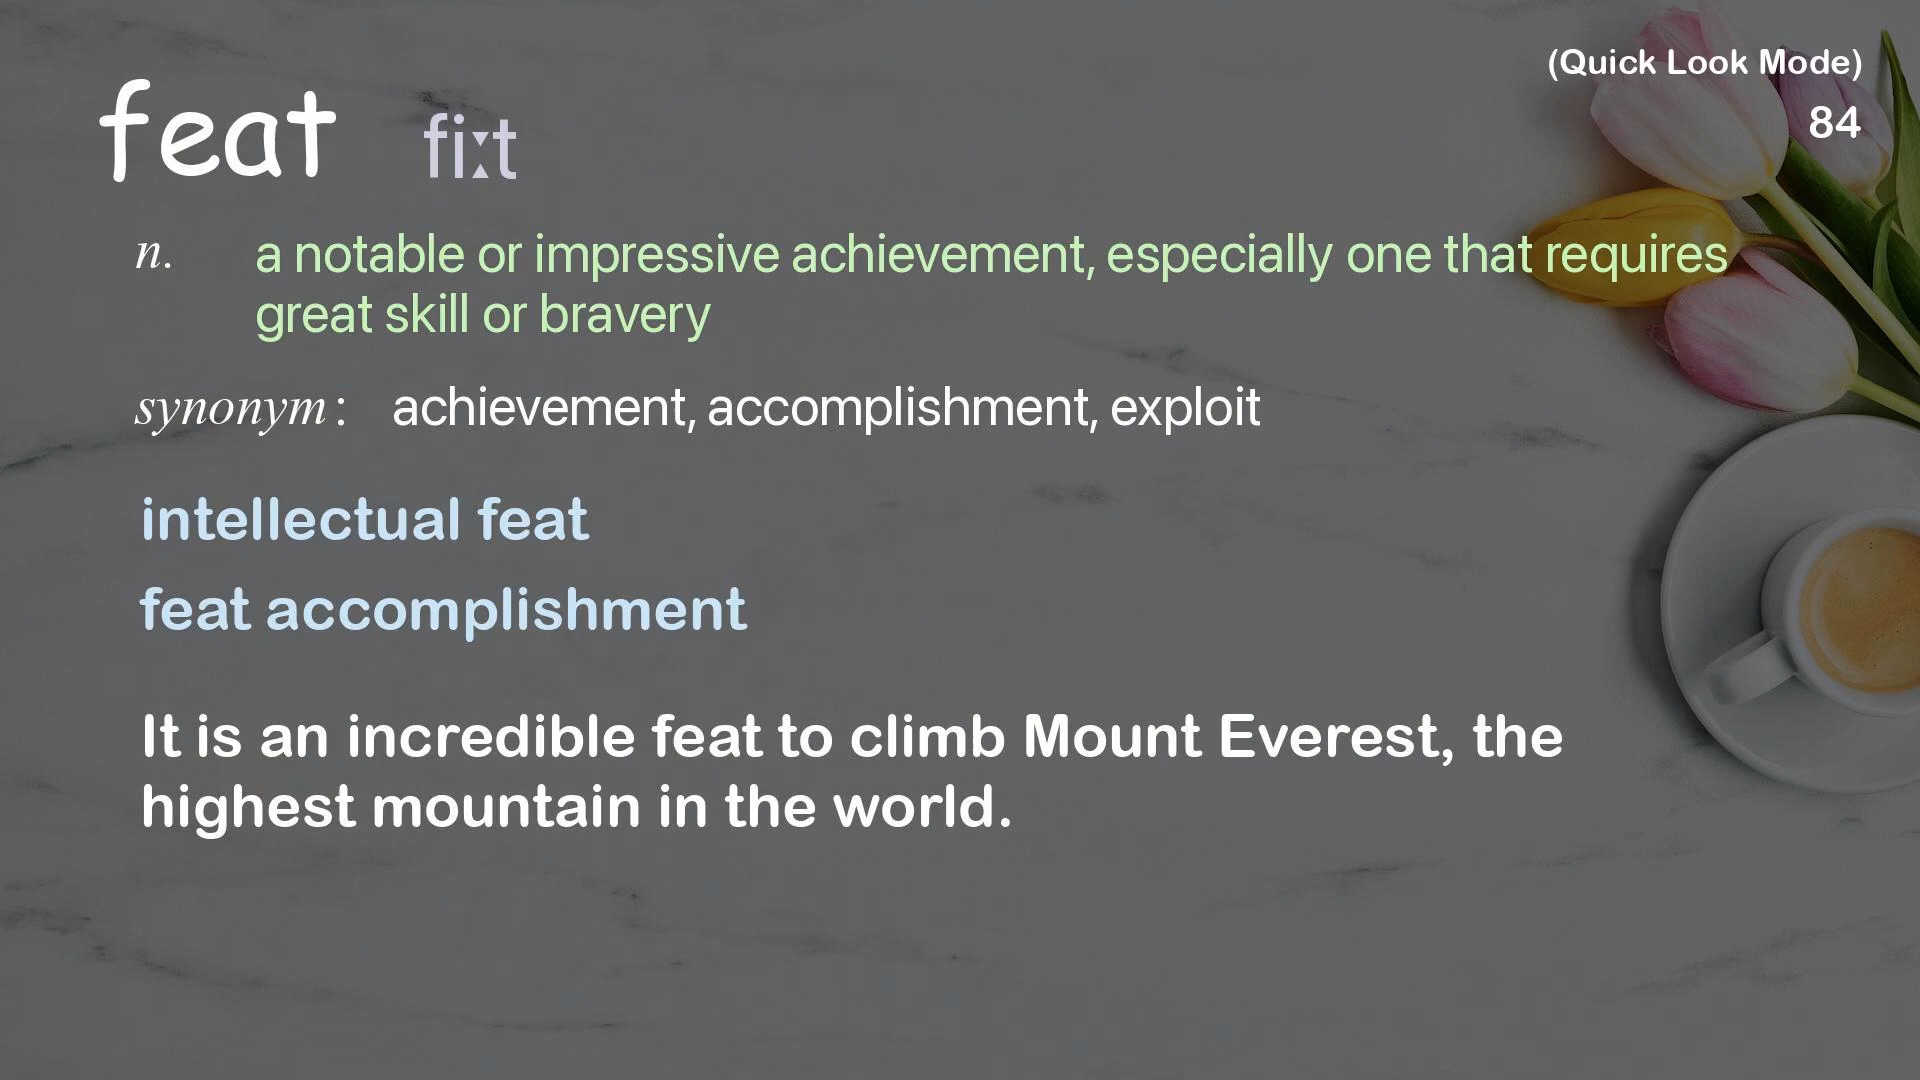 (Quick Look Mode)
feat fiːt
84
n. a notable or impressive achievement, especially one that requires
great skill or bravery
synonym: achievement, accomplishment, exploit
intellectual feat
feat accomplishment
It is an incredible feat to climb Mount Everest, the
highest mountain in the world.